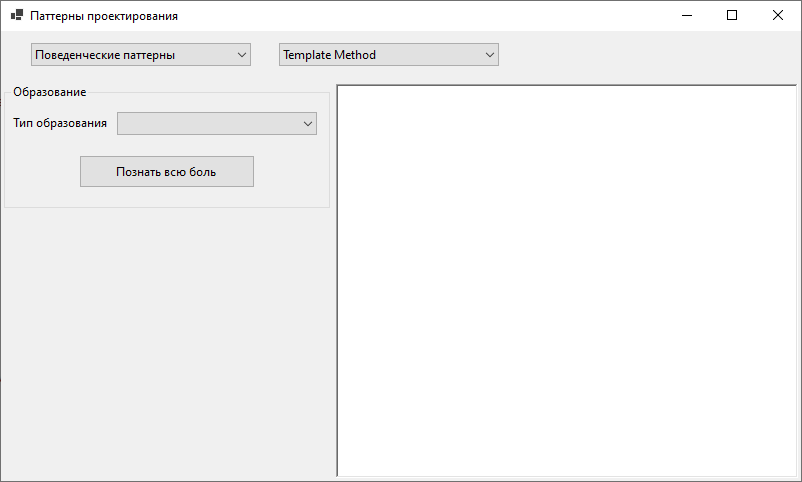 Паттерны проектирования
Поведенческие паттерны
Template Method
Образование
Тип образования
Познать всю боль